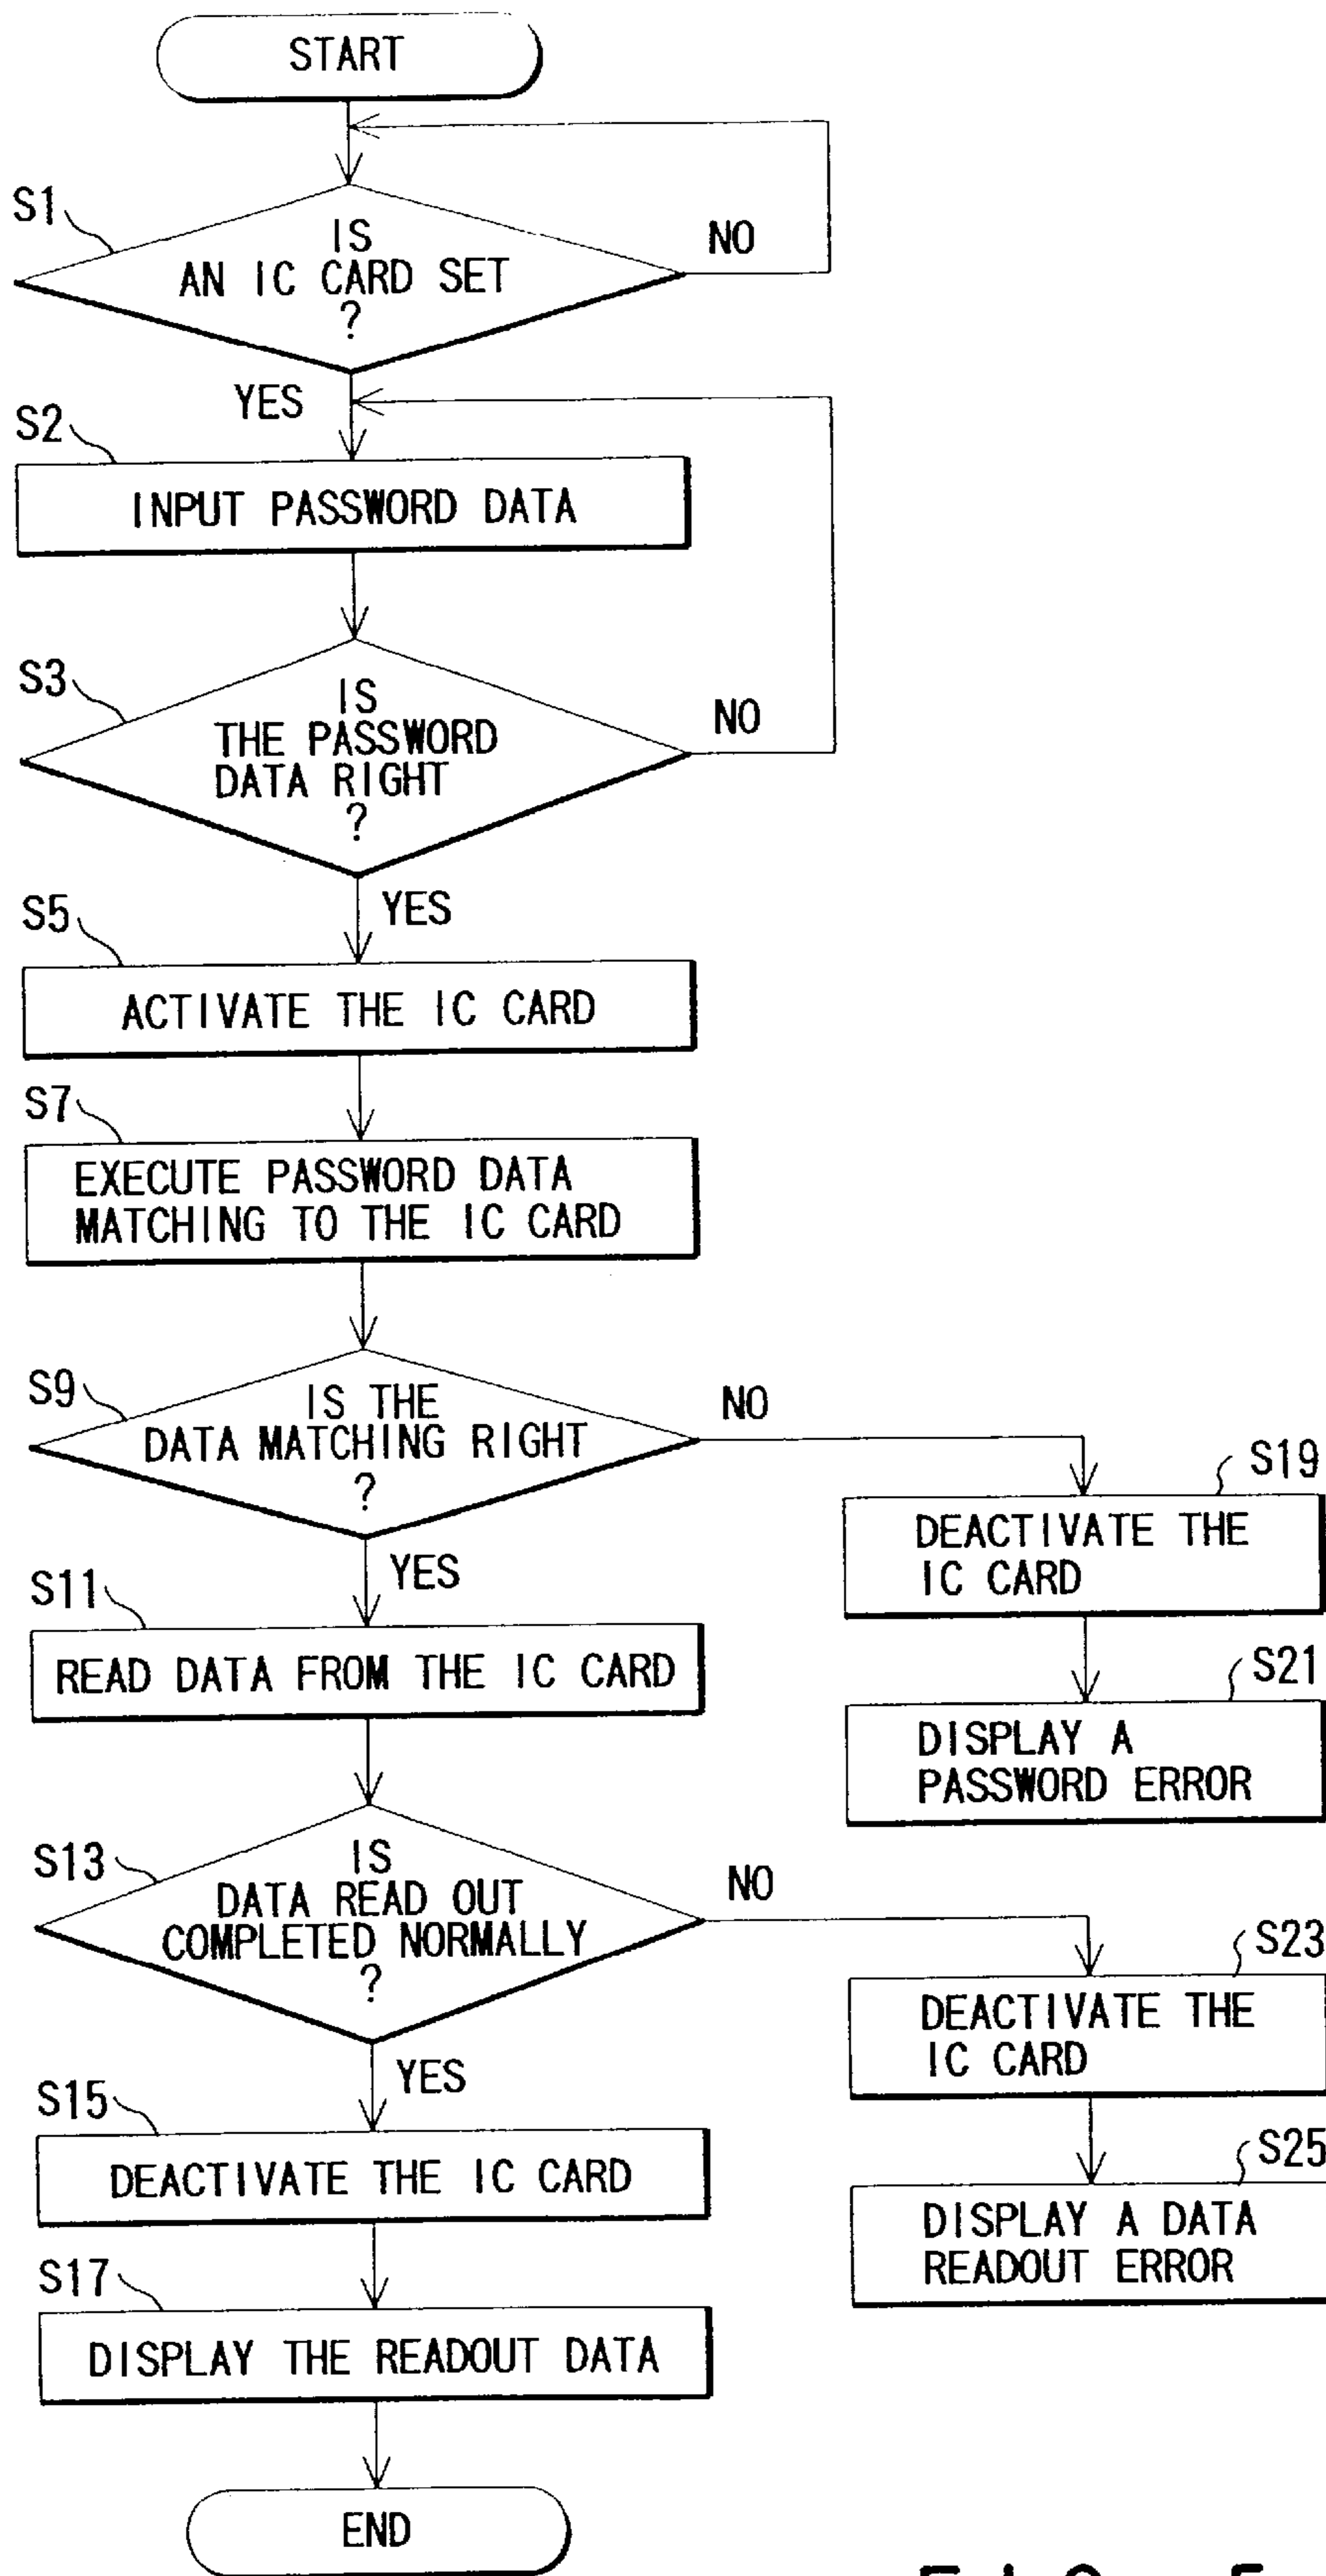 START
S1
IS
AN IC CARD SET
?
NO
YES
S2
INPUT PASSWORD DATA
S3
IS
THE PASSWORD
DATA RIGHT
?
NO
YES
S5
ACTIVATE THE IC CARD
S7
EXECUTE PASSWORD DATA
MATCHING TO THE IC CARD
S9
IS THE
DATA MATCHING RIGHT
?
NO
YES
S19
DEACTIVATE THE
IC CARD
S21
DISPLAY A
PASSWORD ERROR
S11
READ DATA FROM THE IC CARD
S13
IS
DATA READ OUT
COMPLETED NORMALLY
?
NO
YES
S23
DEACTIVATE THE
IC CARD
S25
DISPLAY A DATA
READOUT ERROR
S15
DEACTIVATE THE IC CARD
S17
DISPLAY THE READOUT DATA
END